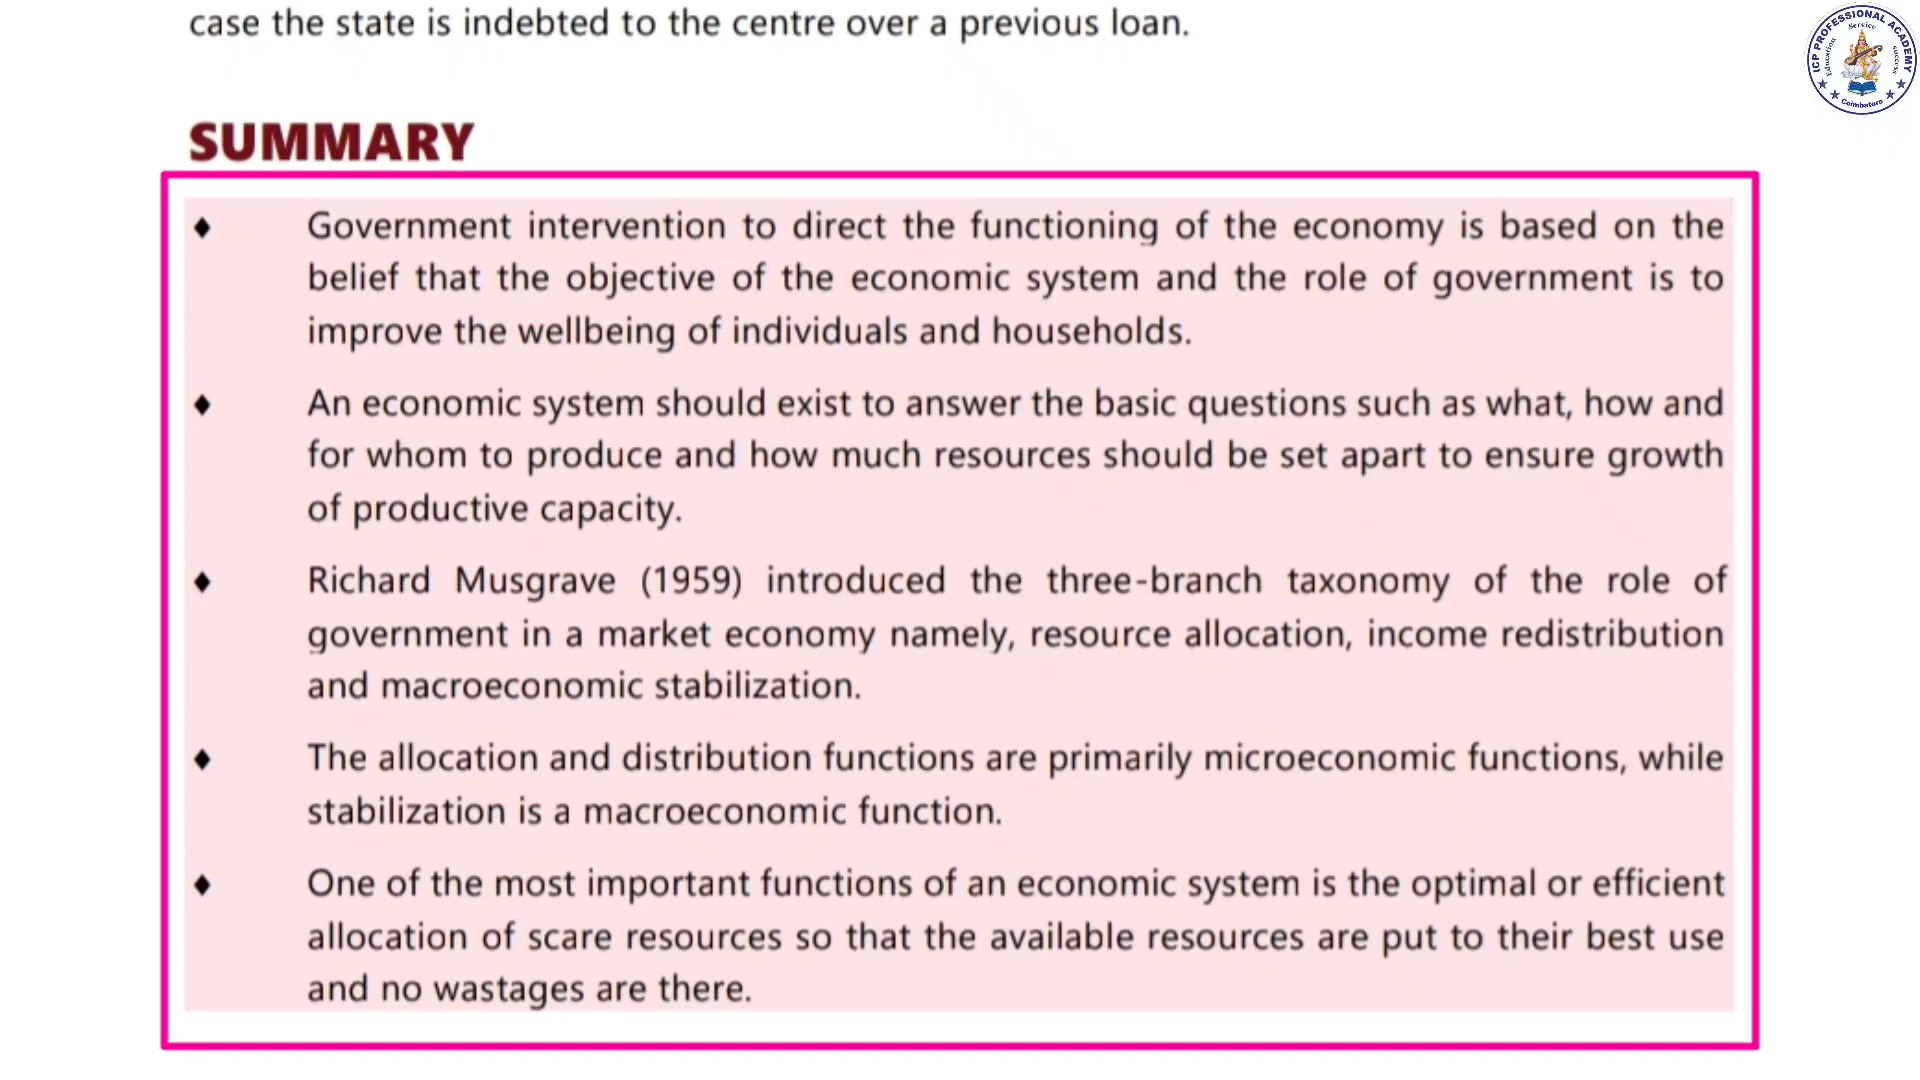 case the state is indebted to the centre over a previous loan.
ICP PROFESSIONAL ACADEMY
Service
Education
success
Coimbatore
SUMMARY
♦ Government intervention to direct the functioning of the economy is based on the
belief that the objective of the economic system and the role of government is to
improve the wellbeing of individuals and households.
♦ An economic system should exist to answer the basic questions such as what, how and
for whom to produce and how much resources should be set apart to ensure growth
of productive capacity.
♦ Richard Musgrave (1959) introduced the three-branch taxonomy of the role of
government in a market economy namely, resource allocation, income redistribution
and macroeconomic stabilization.
♦ The allocation and distribution functions are primarily microeconomic functions, while
stabilization is a macroeconomic function.
♦ One of the most important functions of an economic system is the optimal or efficient
allocation of scare resources so that the available resources are put to their best use
and no wastages are there.